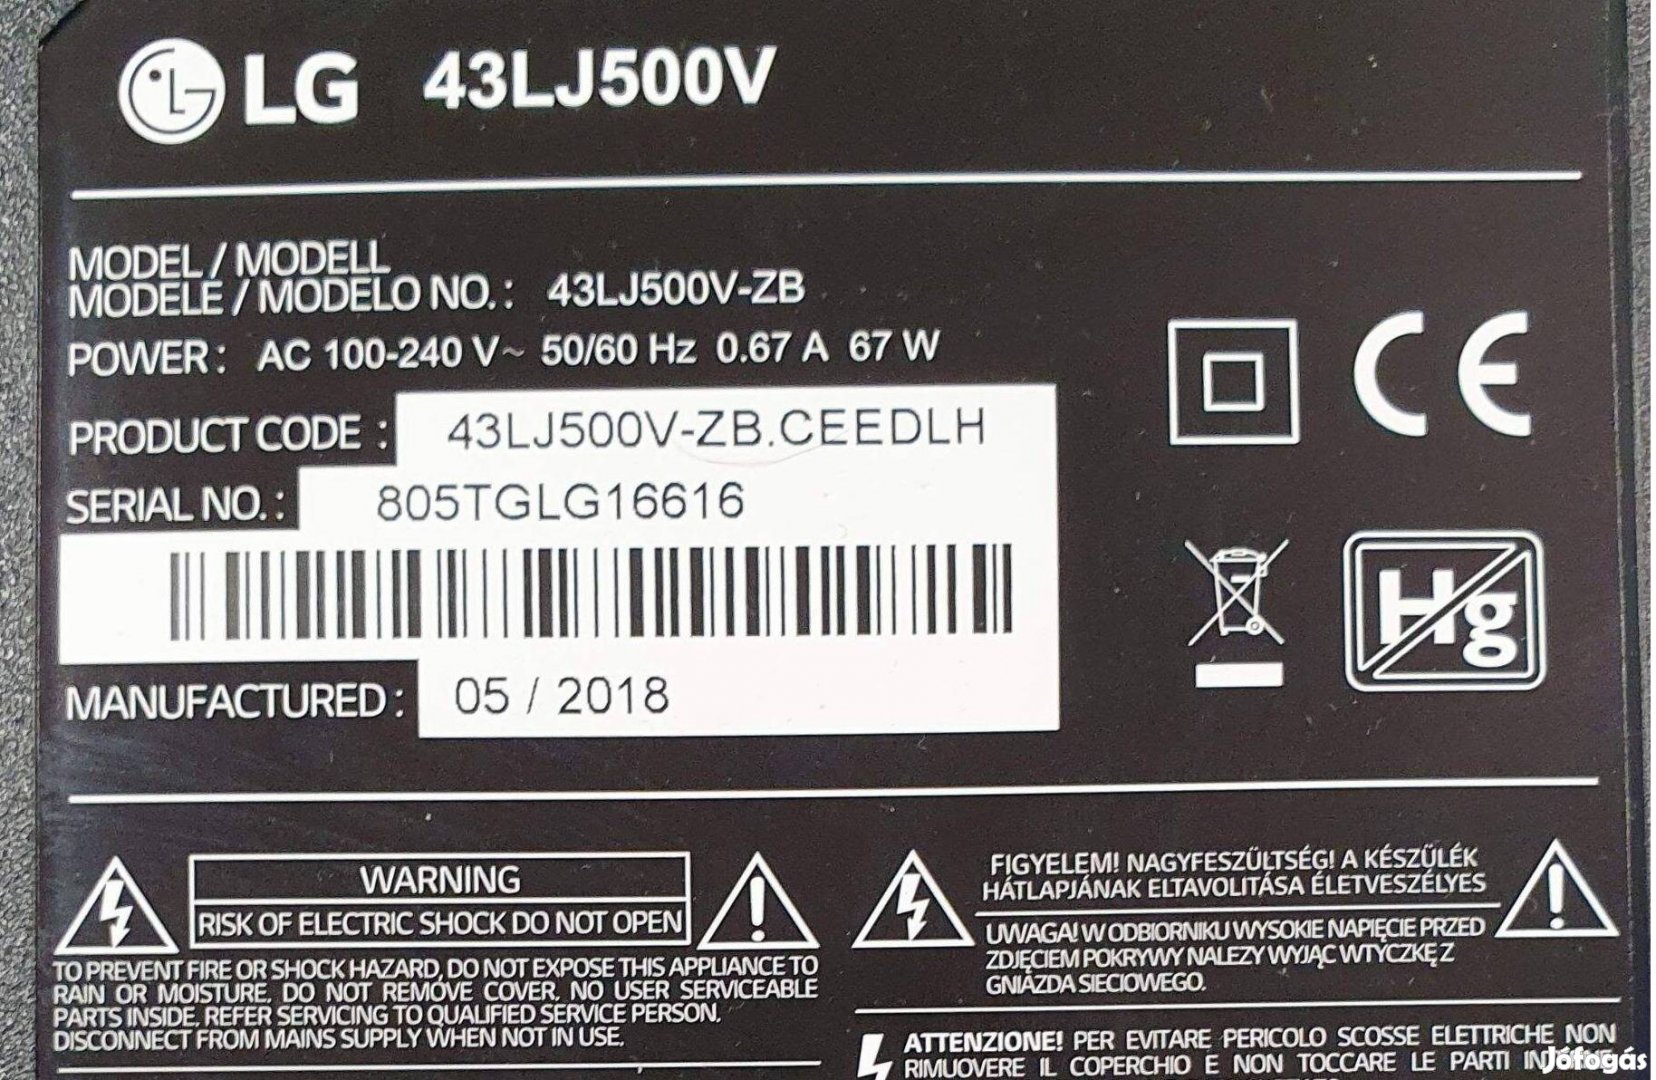 LG 43LJ500V
MODEL / MODELL
MODELE / MODELO NO. : 43LJ500V-ZB
POWER : AC 100-240 V~ 50/60 Hz 0.67 A 67 W
PRODUCT CODE : 43LJ500V-ZB.CEEDLH
SERIAL NO. : 805TGLG16616
MANUFACTURED : 05 / 2018
CE
Hg
WARNING
RISK OF ELECTRIC SHOCK DO NOT OPEN
TO PREVENT FIRE OR SHOCK HAZARD, DO NOT EXPOSE THIS APPLIANCE TO
RAIN OR MOISTURE. DO NOT REMOVE COVER. NO USER SERVICEABLE
PARTS INSIDE. REFER SERVICING TO QUALIFIED SERVICE PERSON.
DISCONNECT FROM MAINS SUPPLY WHEN NOT IN USE.
FIGYELEM! NAGYFESZÜLTSÉG! A KÉSZÜLÉK
HÁTLAPJÁNAK ELTAVOLITÁSA ÉLETVESZÉLYES
UWAGA! W ODBIORNIKU WYSOKIE NAPIĘCIE PRZED
ZDJĘCIEM POKRYWY NALEZY WYJĄC WTYCZKĘ Z
GNIAZDA SIECIOWEGO.
ATTENZIONE! PER EVITARE PERICOLO SCOSSE ELETTRICHE NON
RIMUOVERE IL COPERCHIO E NON TOCCARE LE PARTI
Jófogás